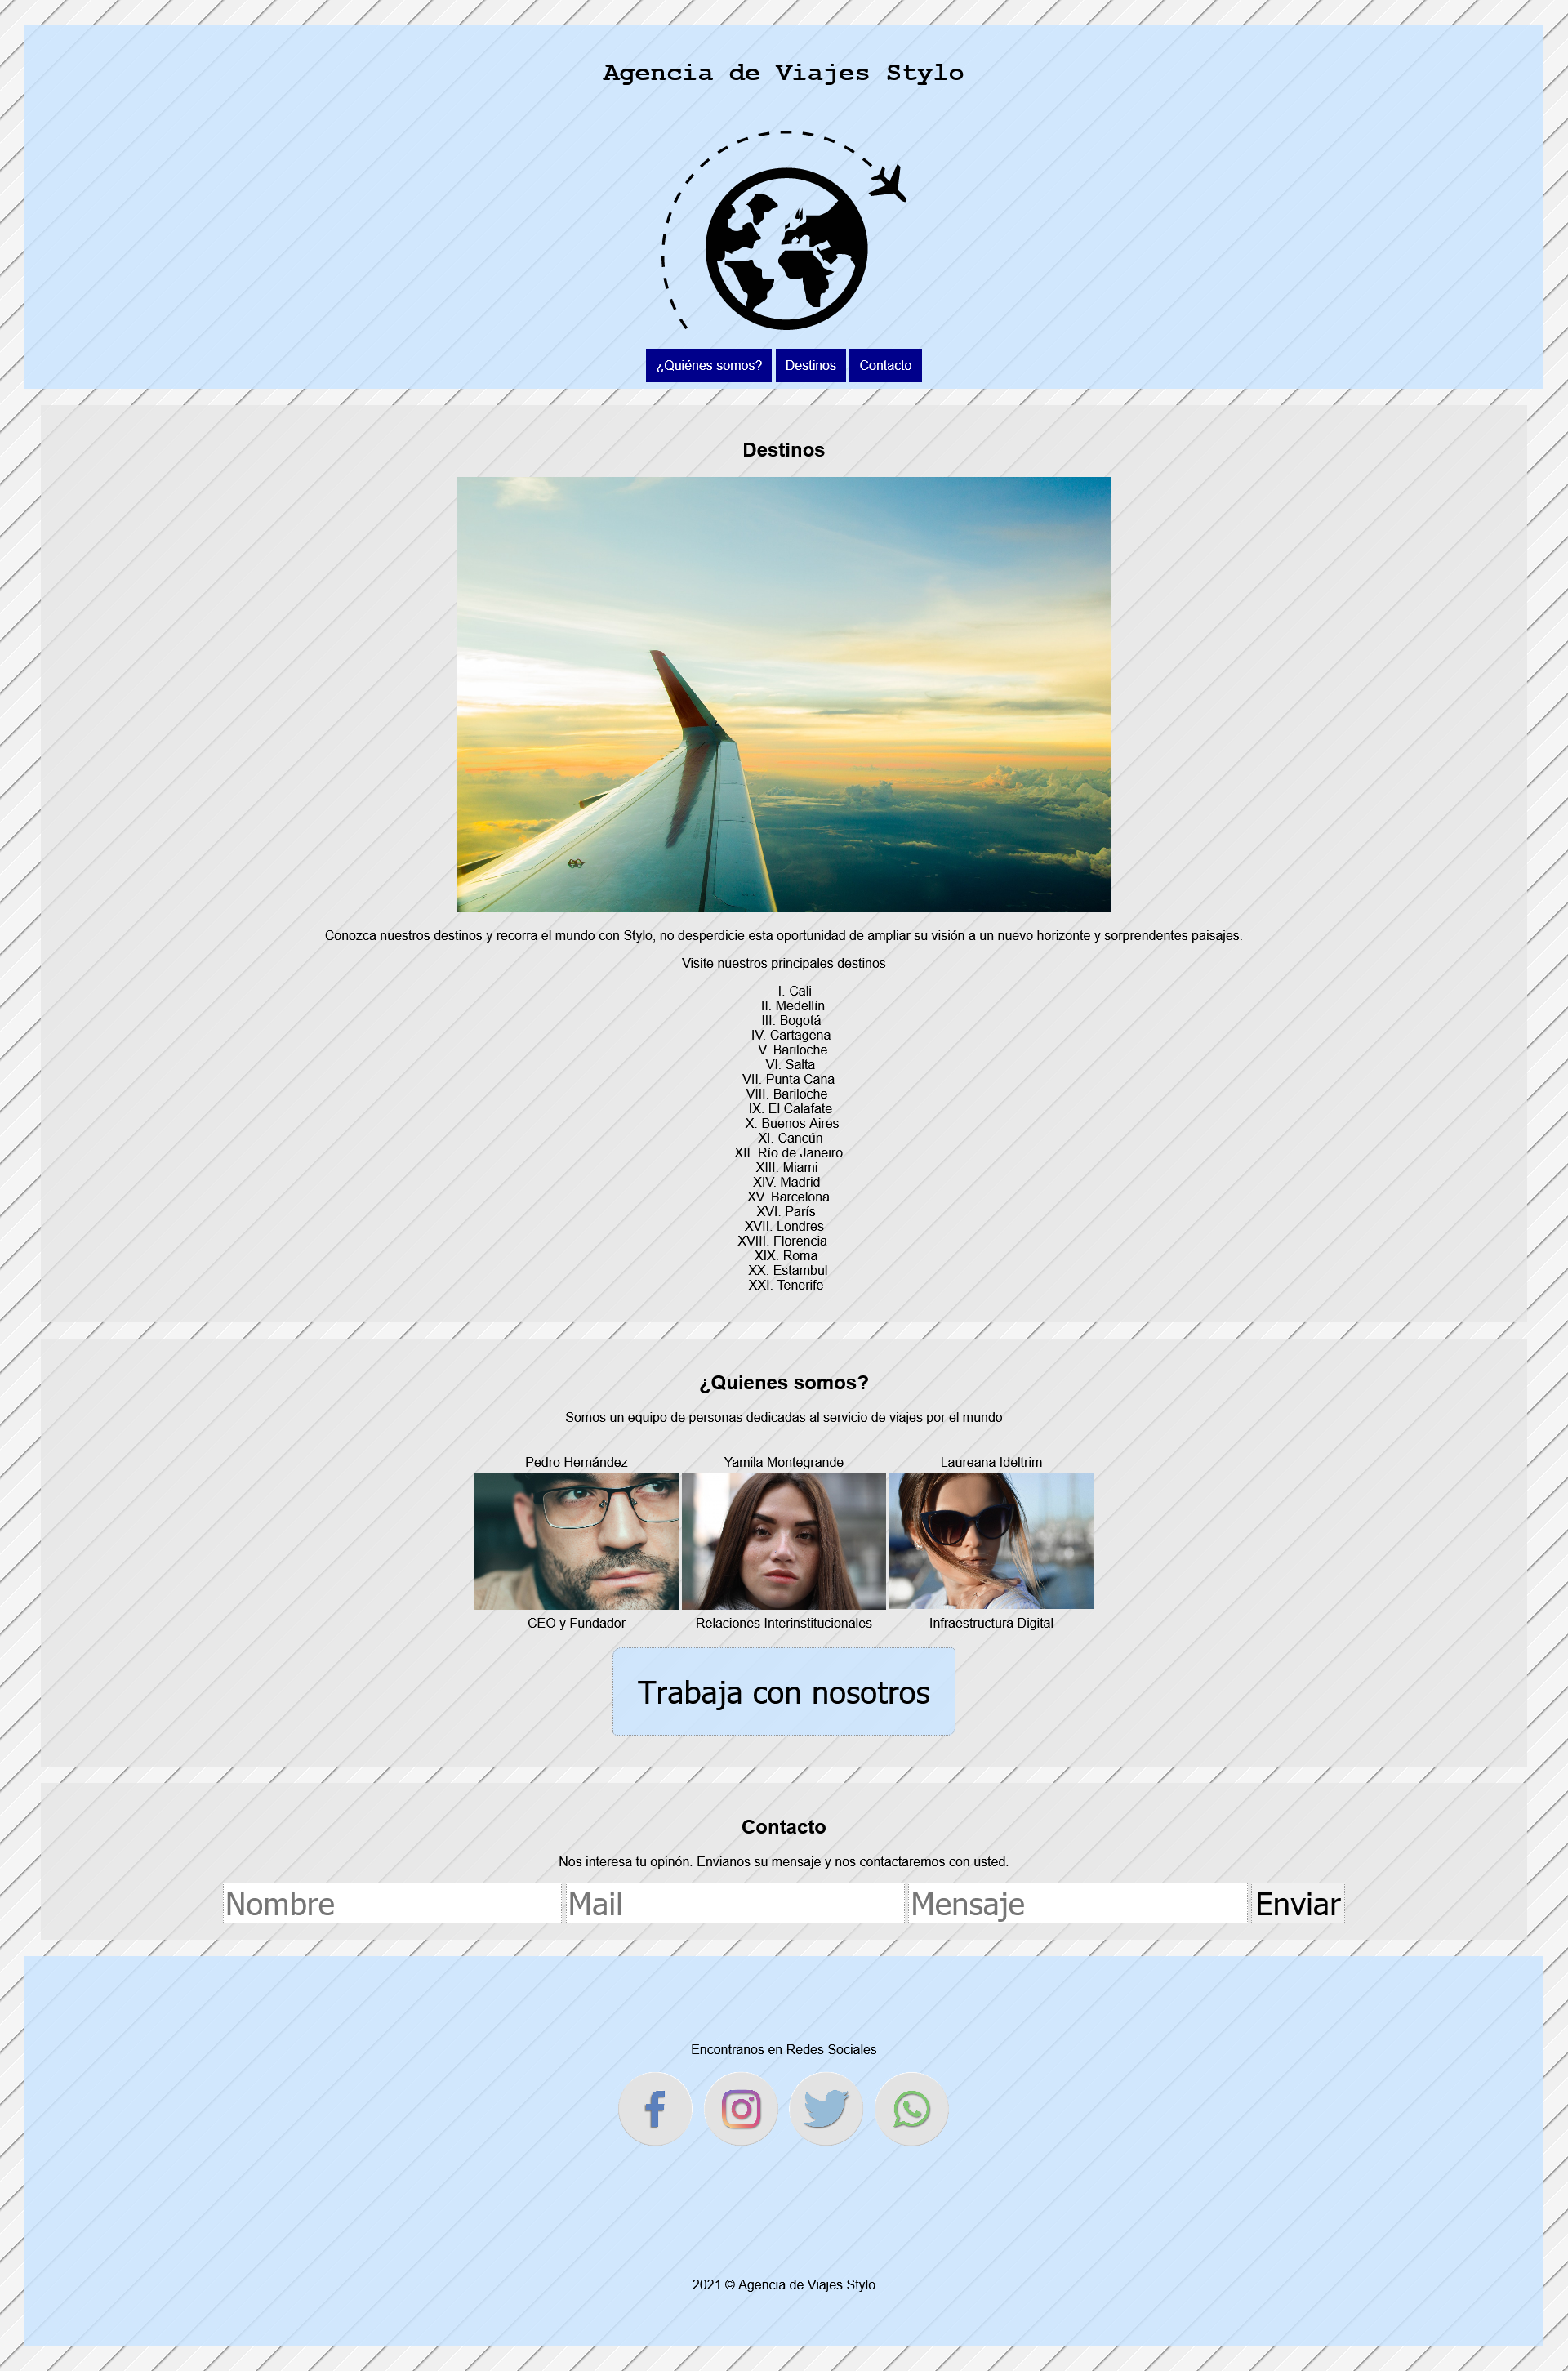 Agencia de Viajes Stylo
¿Quiénes somos? Destinos Contacto
Destinos
Conozca nuestros destinos y recorra el mundo con Stylo, no desperdicie esta oportunidad de ampliar su visión a un nuevo horizonte y sorprendentes paisajes.
Visite nuestros principales destinos
I. Cali
II. Medellín
III. Bogotá
IV. Cartagena
V. Bariloche
VI. Salta
VII. Punta Cana
VIII. Bariloche
IX. El Calafate
X. Buenos Aires
XI. Cancún
XII. Río de Janeiro
XIII. Miami
XIV. Madrid
XV. Barcelona
XVI. París
XVII. Londres
XVIII. Florencia
XIX. Roma
XX. Estambul
XXI. Tenerife
¿Quienes somos?
Somos un equipo de personas dedicadas al servicio de viajes por el mundo
Pedro Hernández Yamila Montegrande Laureana Ideltrim
CEO y Fundador Relaciones Interinstitucionales Infraestructura Digital
Trabaja con nosotros
Contacto
Nos interesa tu opinón. Envianos su mensaje y nos contactaremos con usted.
Nombre Mail Mensaje Enviar
Encontranos en Redes Sociales
2021 © Agencia de Viajes Stylo